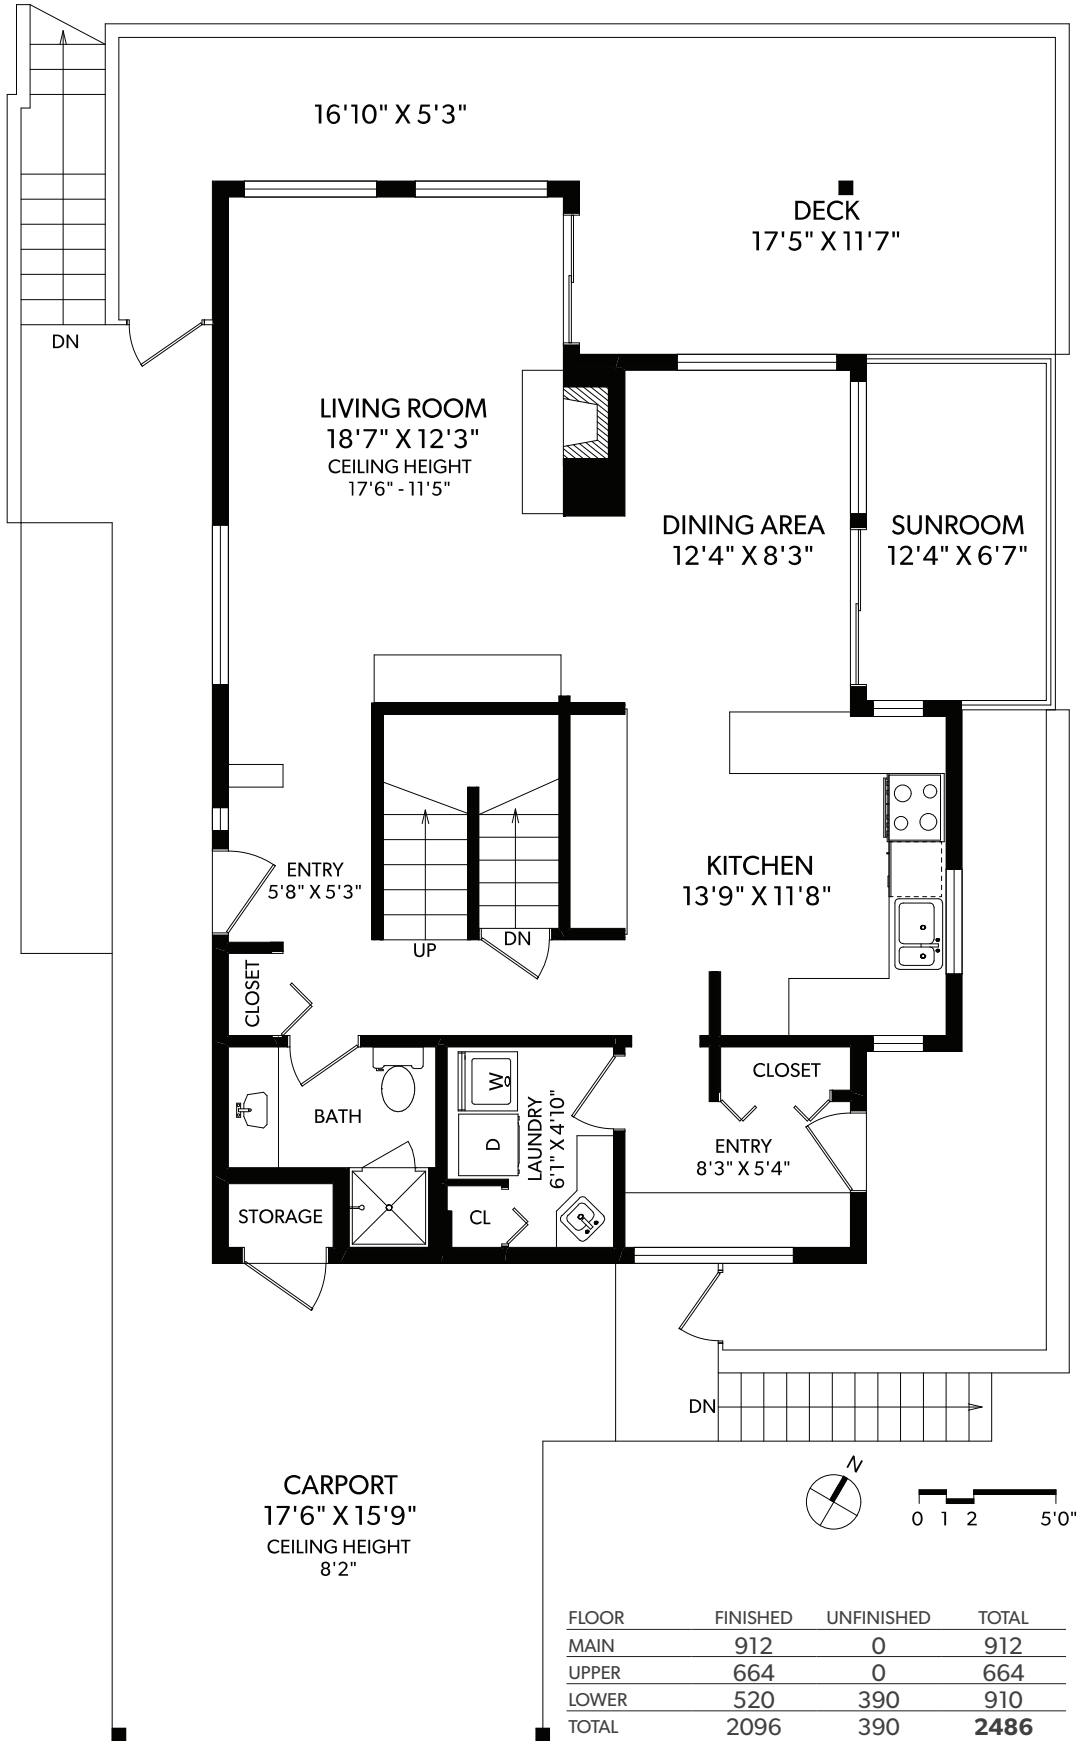 16'10" X 5'3"
DECK
17'5" X 11'7"
DN
LIVING ROOM
18'7" X 12'3"
CEILING HEIGHT
17'6" - 11'5"
DINING AREA
12'4" X 8'3"
SUNROOM
12'4" X 6'7"
ENTRY
5'8" X 5'3"
KITCHEN
13'9" X 11'8"
UP
DN
CLOSET
BATH
W
D
LAUNDRY
6'1" X 4'10"
CLOSET
ENTRY
8'3" X 5'4"
STORAGE
CL
DN
CARPORT
17'6" X 15'9"
CEILING HEIGHT
8'2"
N
0 1 2 5'0"
FLOOR FINISHED UNFINISHED TOTAL
MAIN 912 0 912
UPPER 664 0 664
LOWER 520 390 910
TOTAL 2096 390 2486